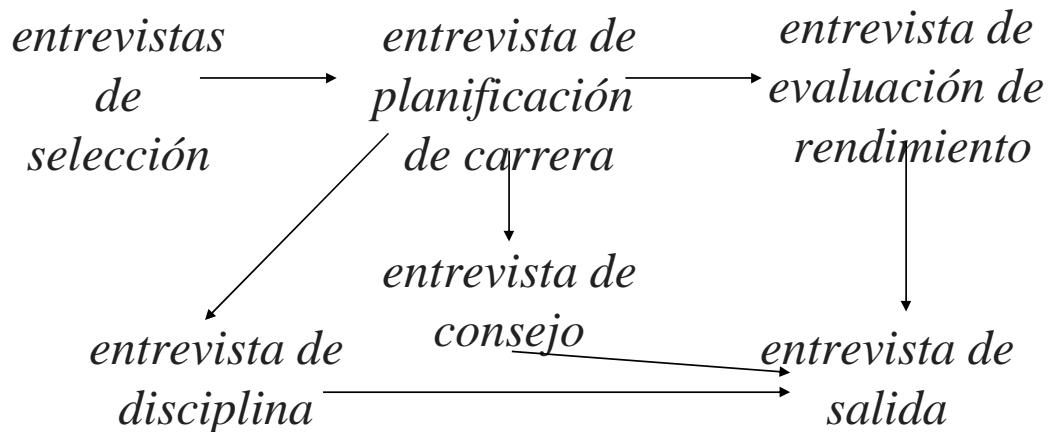 entrevistas
de
selección
entrevista de
planificación
de carrera
entrevista de
evaluación de
rendimiento
entrevista de
consejo
entrevista de
disciplina
entrevista de
salida